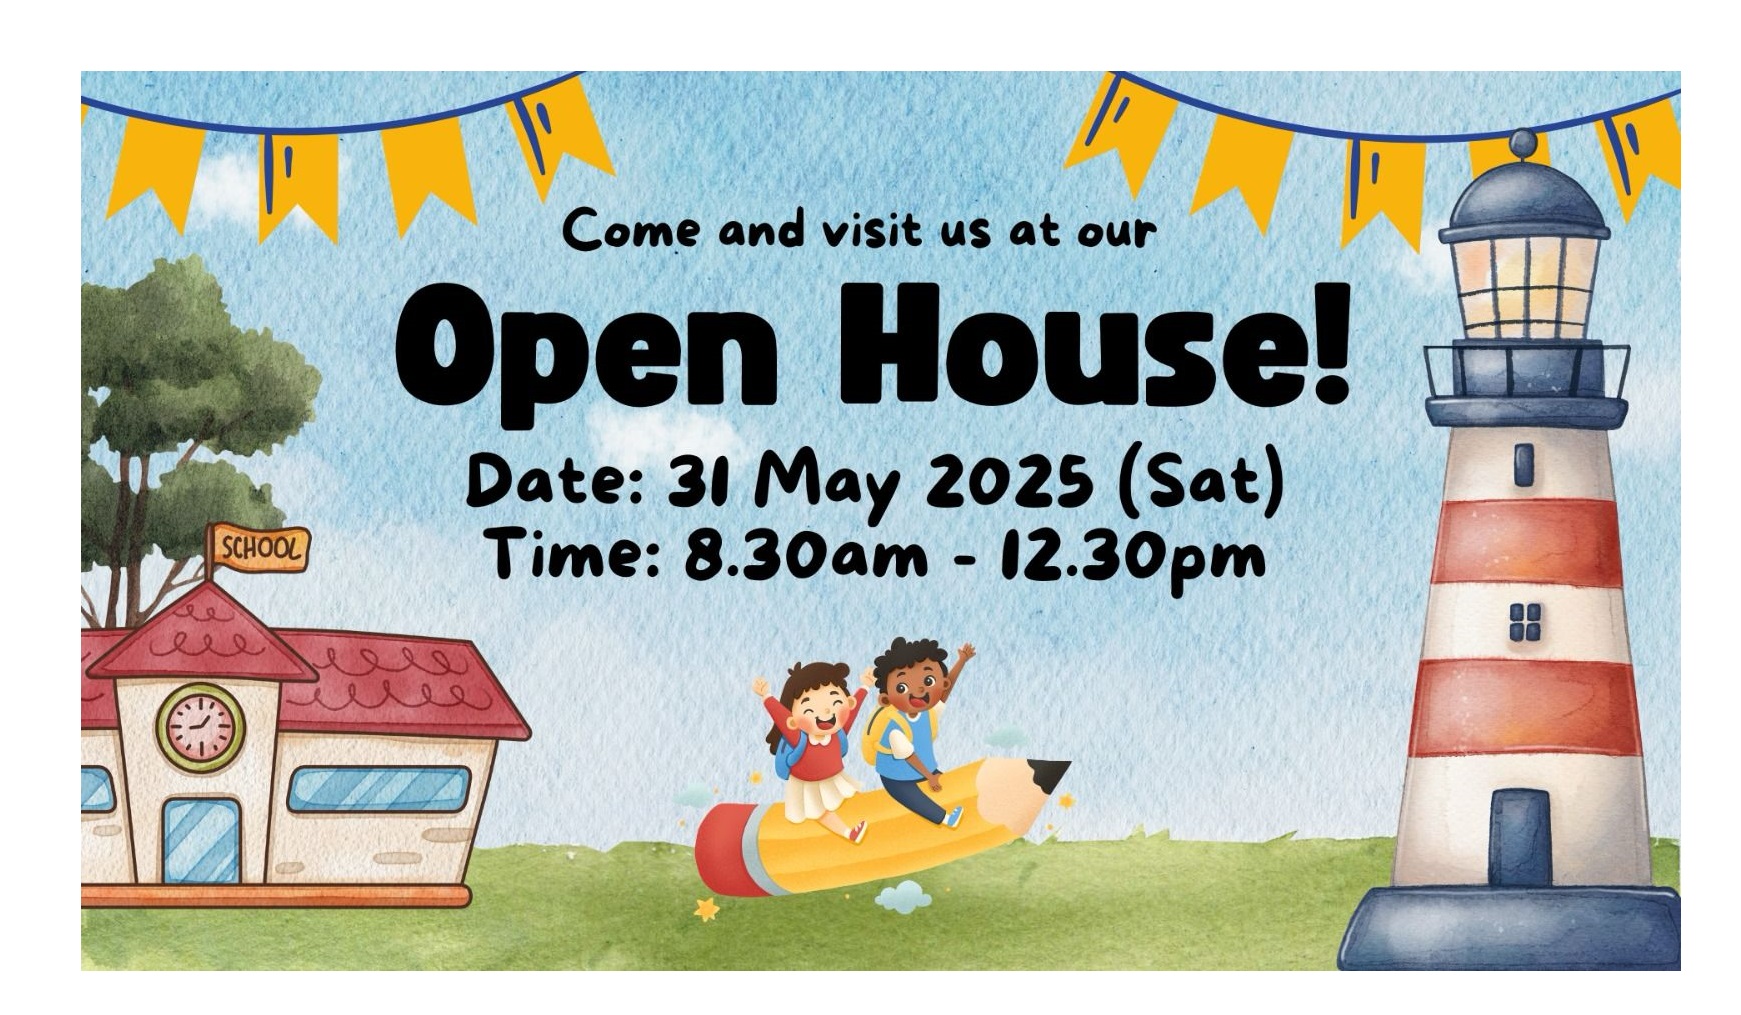 Come and visit us at our
Open House!
Date: 31 May 2025 (Sat)
Time: 8.30am - 12.30pm
SCHOOL